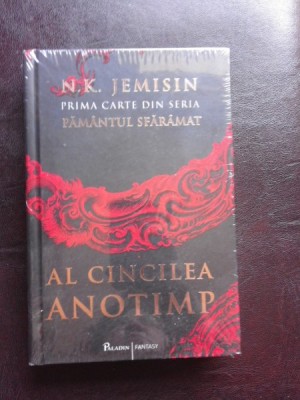 N.K. JEMISIN
PRIMA CARTE DIN SERIA
PĂMÂNTUL SFĂRÂMAT
AL CINCILEA
ANOTIMP
PALADIN | FANTASY